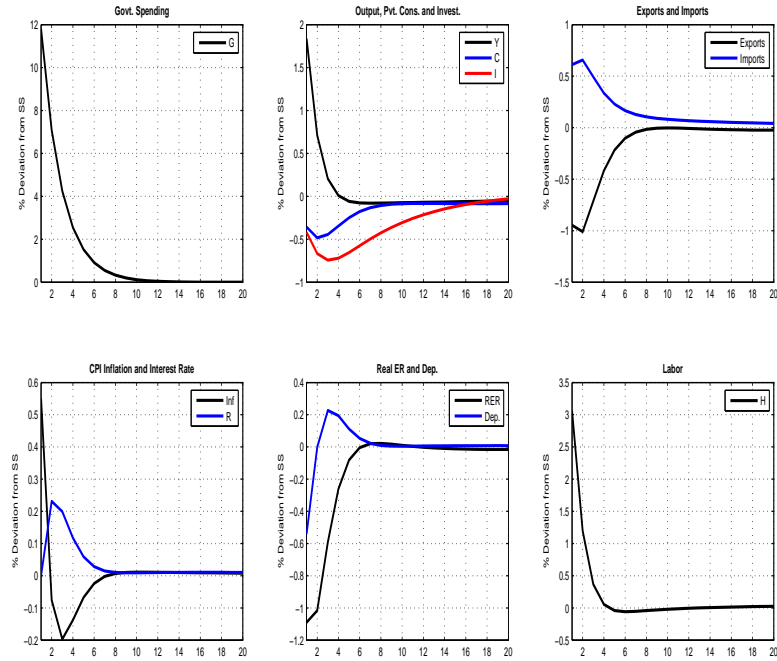 Govt. Spending
% Deviation from SS
12
10
8
6
4
2
0
2 4 6 8 10 12 14 16 18 20
G
Output, Pvt. Cons. and Invest.
% Deviation from SS
2
1.5
1
0.5
0
−0.5
−1
2 4 6 8 10 12 14 16 18 20
Y
C
I
Exports and Imports
% Deviation from SS
1
0.5
0
−0.5
−1
−1.5
2 4 6 8 10 12 14 16 18 20
Exports
Imports
CPI Inflation and Interest Rate
% Deviation from SS
0.6
0.5
0.4
0.3
0.2
0.1
0
−0.1
−0.2
2 4 6 8 10 12 14 16 18 20
Inf
R
Real ER and Dep.
% Deviation from SS
0.4
0.2
0
−0.2
−0.4
−0.6
−0.8
−1
−1.2
2 4 6 8 10 12 14 16 18 20
RER
Dep.
Labor
% Deviation from SS
3.5
3
2.5
2
1.5
1
0.5
0
−0.5
2 4 6 8 10 12 14 16 18 20
H